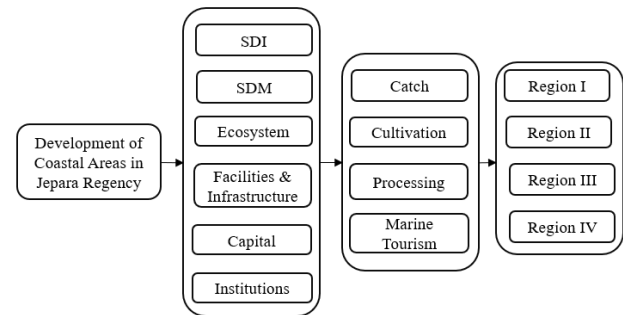 Development of
Coastal Areas in
Jepara Regency
SDI
SDM
Ecosystem
Facilities &
Infrastructure
Capital
Institutions
Catch
Cultivation
Processing
Marine
Tourism
Region I
Region II
Region III
Region IV